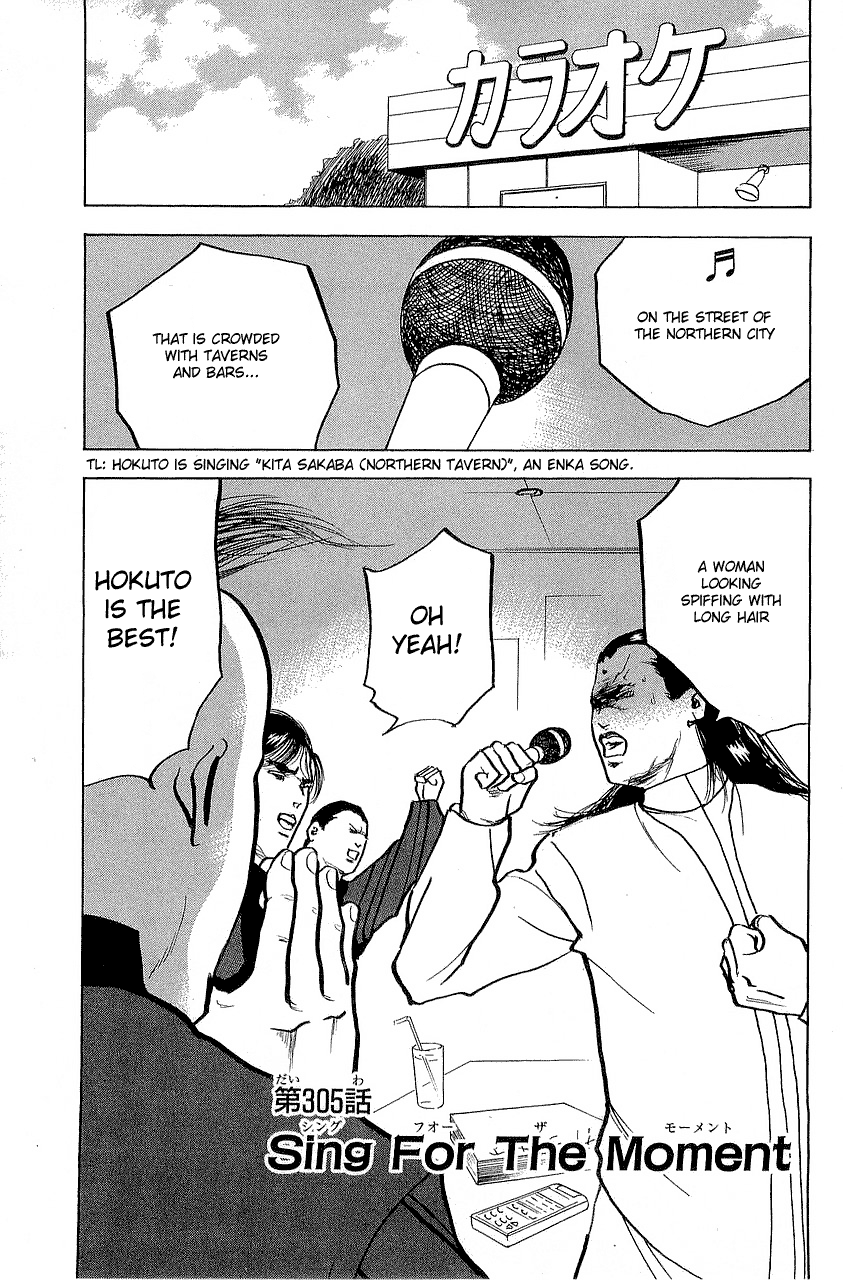 カラオケ
♬
ON THE STREET OF
THE NORTHERN CITY
THAT IS CROWDED
WITH TAVERNS
AND BARS...
TL: HOKUTO IS SINGING "KITA SAKABA (NORTHERN TAVERN)", AN ENKA SONG.
A WOMAN
LOOKING
SPIFFING WITH
LONG HAIR
OH
YEAH!
HOKUTO
IS THE
BEST!
だい わ
第305話
シング フォー ザ モーメント
Sing For The Moment